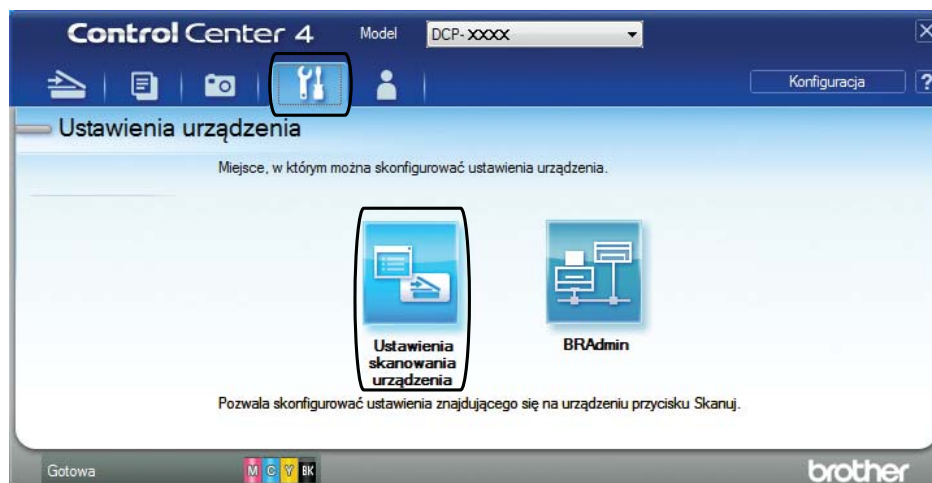 Control Center 4
Model
DCP-XXXX
Konfiguracja
?
Ustawienia urządzenia
Miejsce, w którym można skonfigurować ustawienia urządzenia.
Ustawienia
skanowania
urządzenia
BRAdmin
Pozwala skonfigurować ustawienia znajdującego się na urządzeniu przycisku Skanuj.
Gotowa
M C Y BK
brother